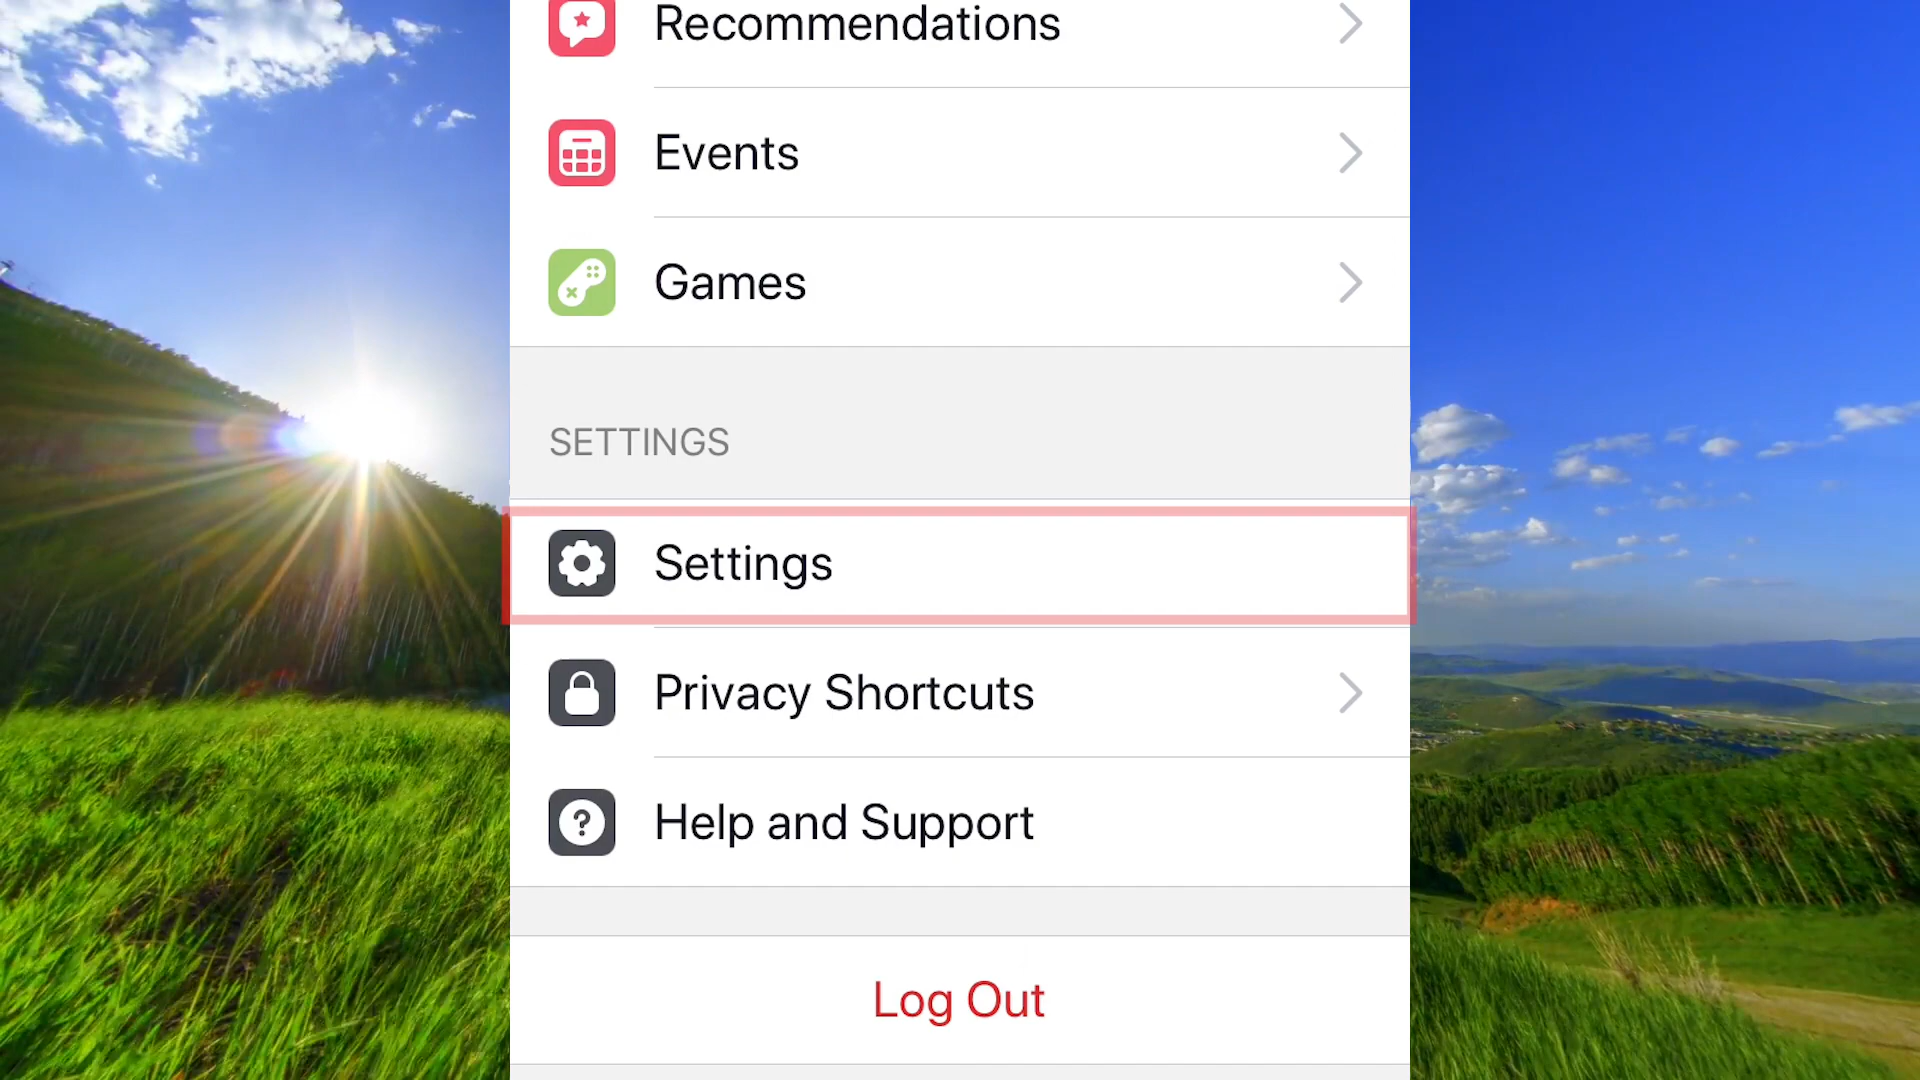 Recommendations
Events
Games
SETTINGS
Settings
Privacy Shortcuts
Help and Support
Log Out